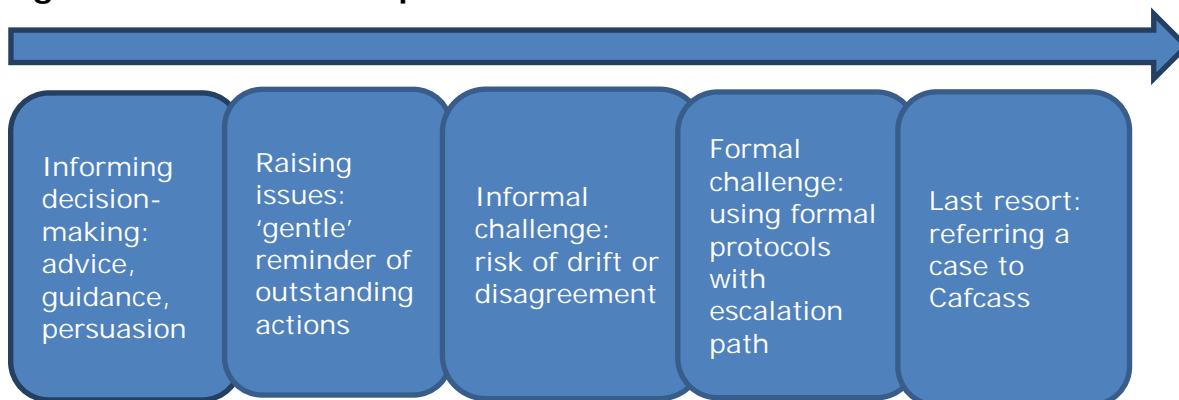 Informing
decision-
making:
advice,
guidance,
persuasion
Raising
issues:
‘gentle’
reminder of
outstanding
actions
Informal
challenge:
risk of drift or
disagreement
Formal
challenge:
using formal
protocols
with
escalation
path
Last resort:
referring a
case to
Cafcass